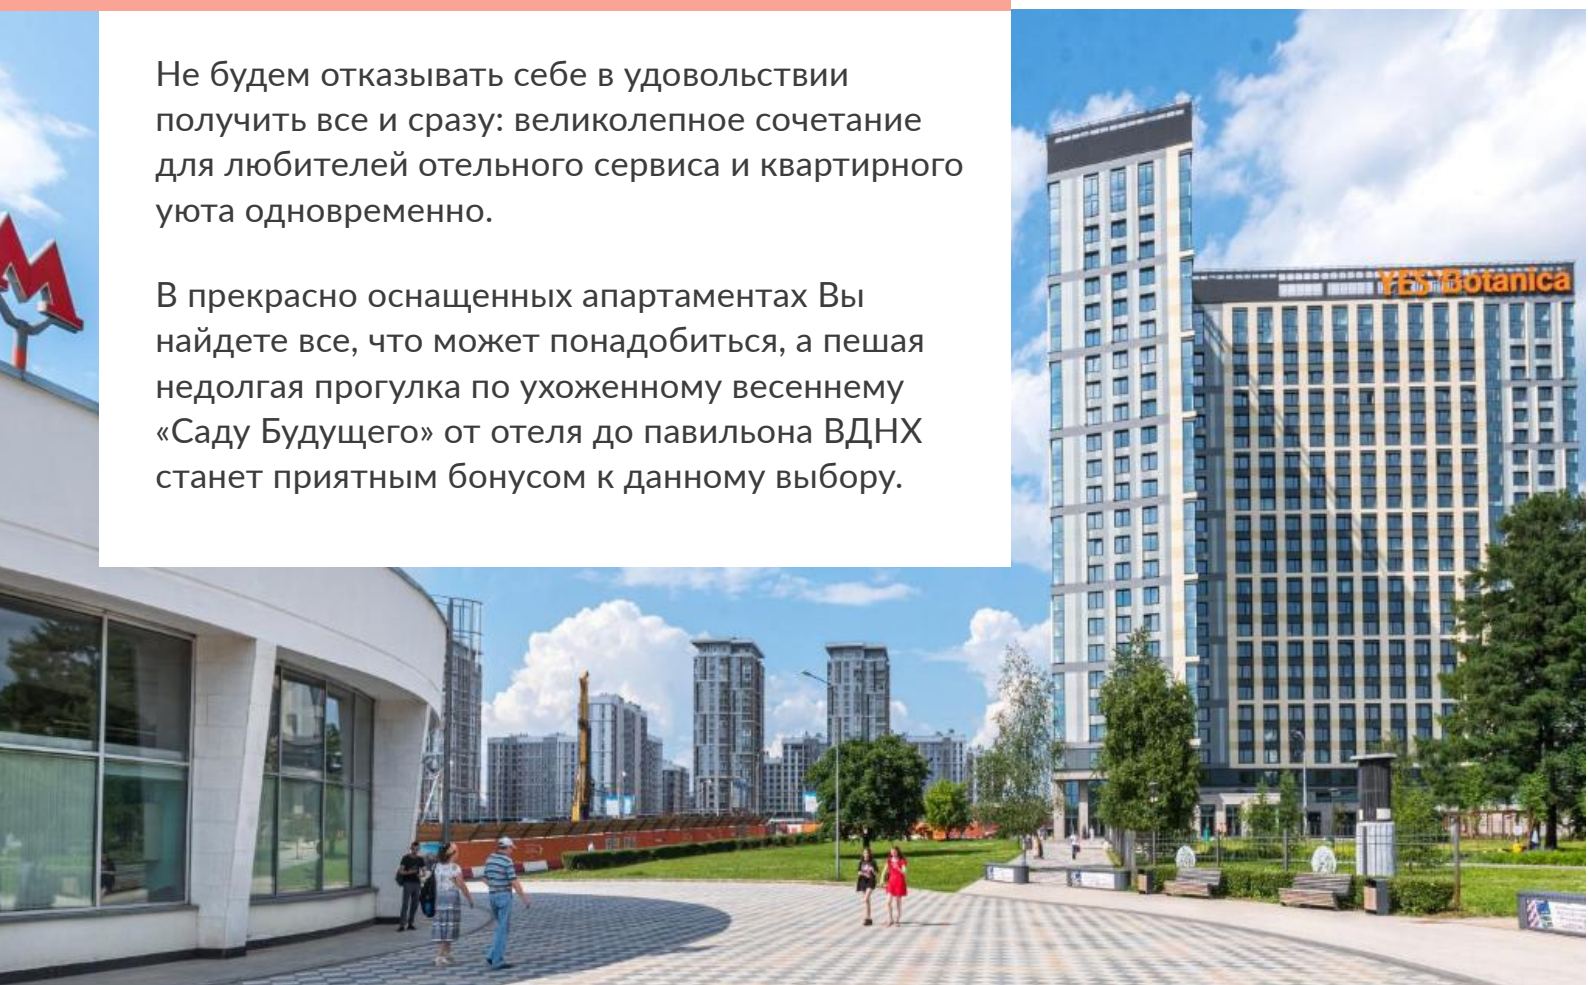 Не будем отказывать себе в удовольствии
получить все и сразу: великолепное сочетание
для любителей отельного сервиса и квартирного
уюта одновременно.
В прекрасно оснащенных апартаментах Вы
найдете все, что может понадобиться, а пешая
недолгая прогулка по ухоженному весеннему
«Саду Будущего» от отеля до павильона ВДНХ
станет приятным бонусом к данному выбору.
М
YES'Botanica